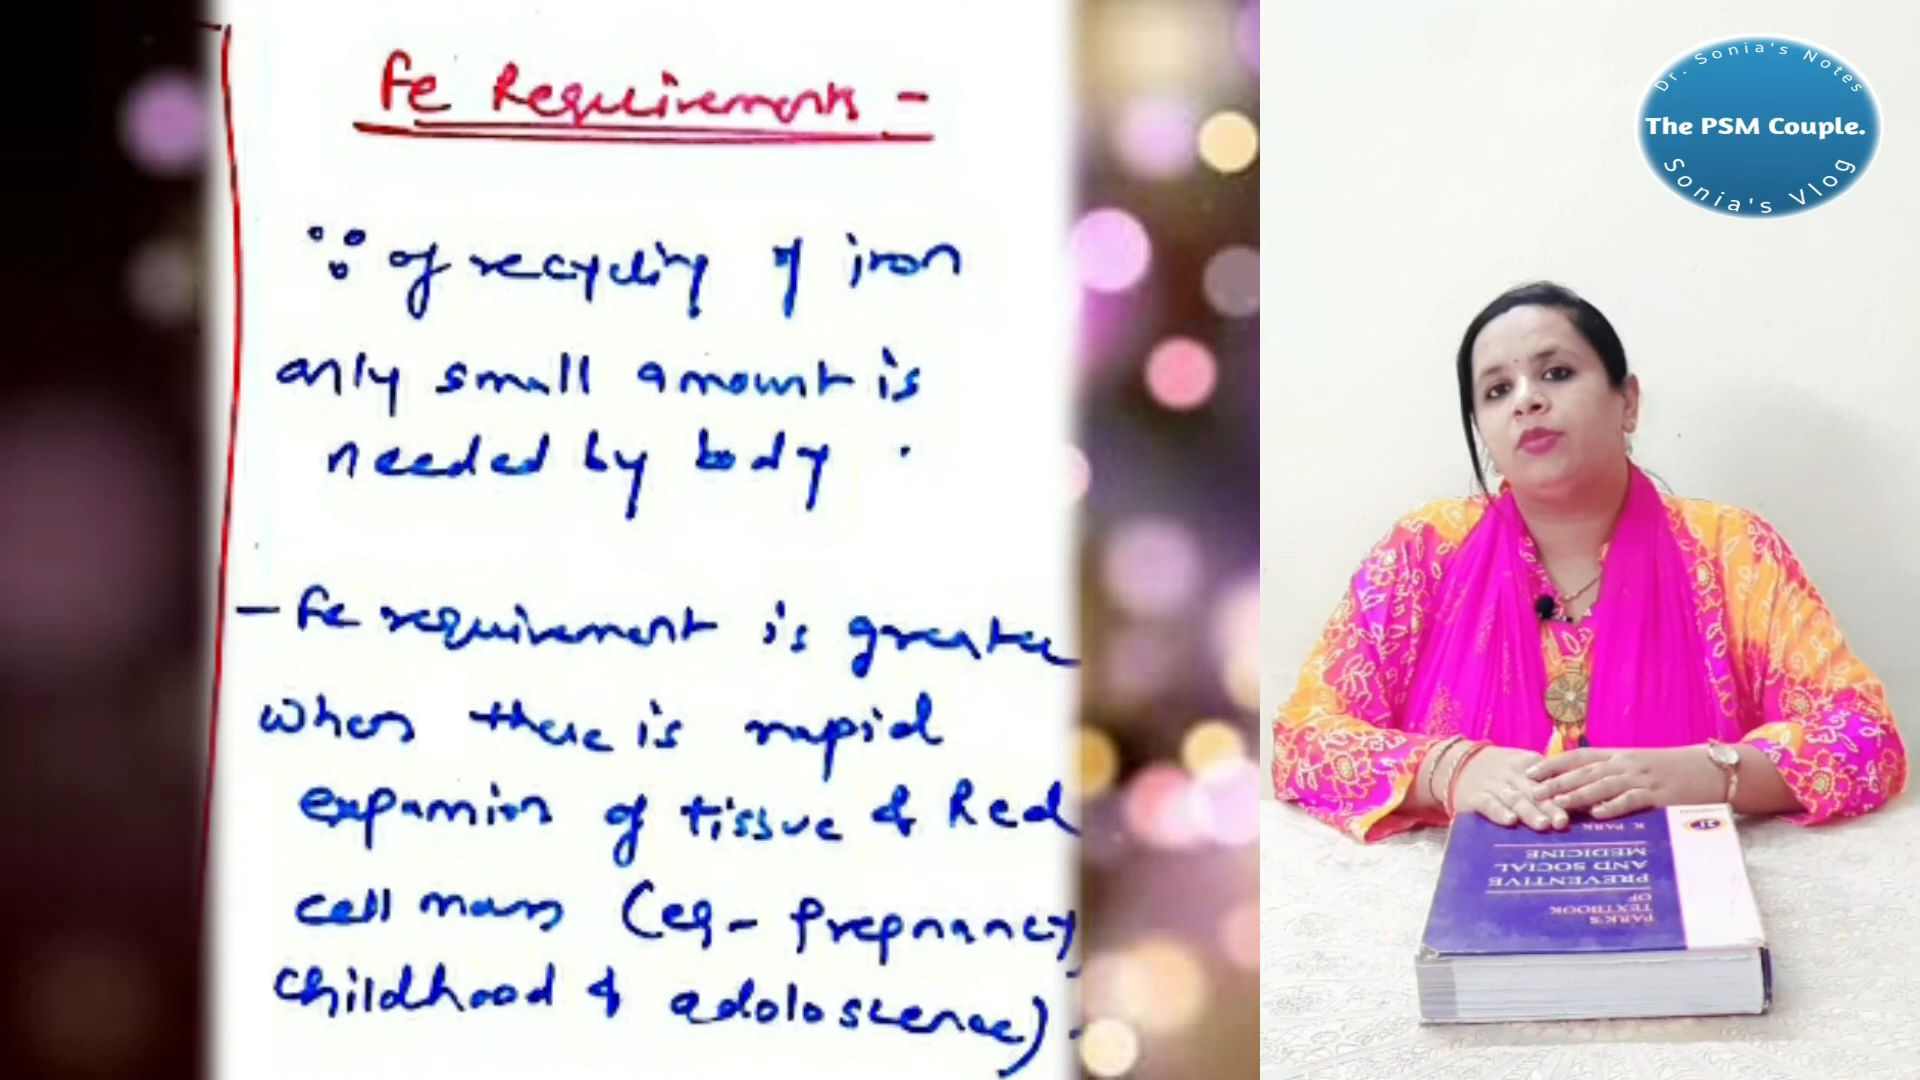 Fe Requirements -
∵ of recycling of iron
only small amount is
needed by body .
- Fe requirement is greater
when there is rapid
expansion of tissue & Red
cell mass (eg - pregnancy,
childhood & adoloscence) .
Dr. Sonia's Notes
The PSM Couple.
Sonia's Vlog
PARK'S
TEXTBOOK
OF
PREVENTIVE
AND SOCIAL
MEDICINE
K. PARK